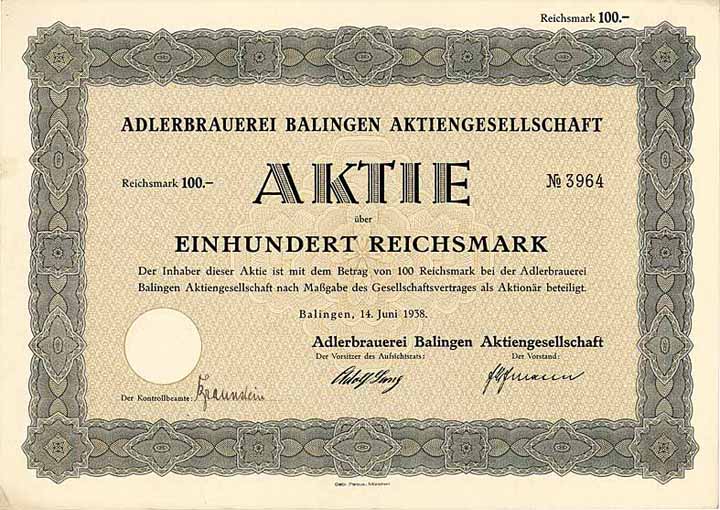 Reichsmark 100.–
ADLERBRAUEREI BALINGEN AKTIENGESELLSCHAFT
Reichsmark 100.– AKTIE № 3964
über
EINHUNDERT REICHSMARK
Der Inhaber dieser Aktie ist mit dem Betrag von 100 Reichsmark bei der Adlerbrauerei
Balingen Aktiengesellschaft nach Maßgabe des Gesellschaftsvertrages als Aktionär beteiligt.
Balingen, 14. Juni 1938.
Adlerbrauerei Balingen Aktiengesellschaft
Der Vorsitzer des Aufsichtsrats: Der Vorstand:
Der Kontrollbeamte: